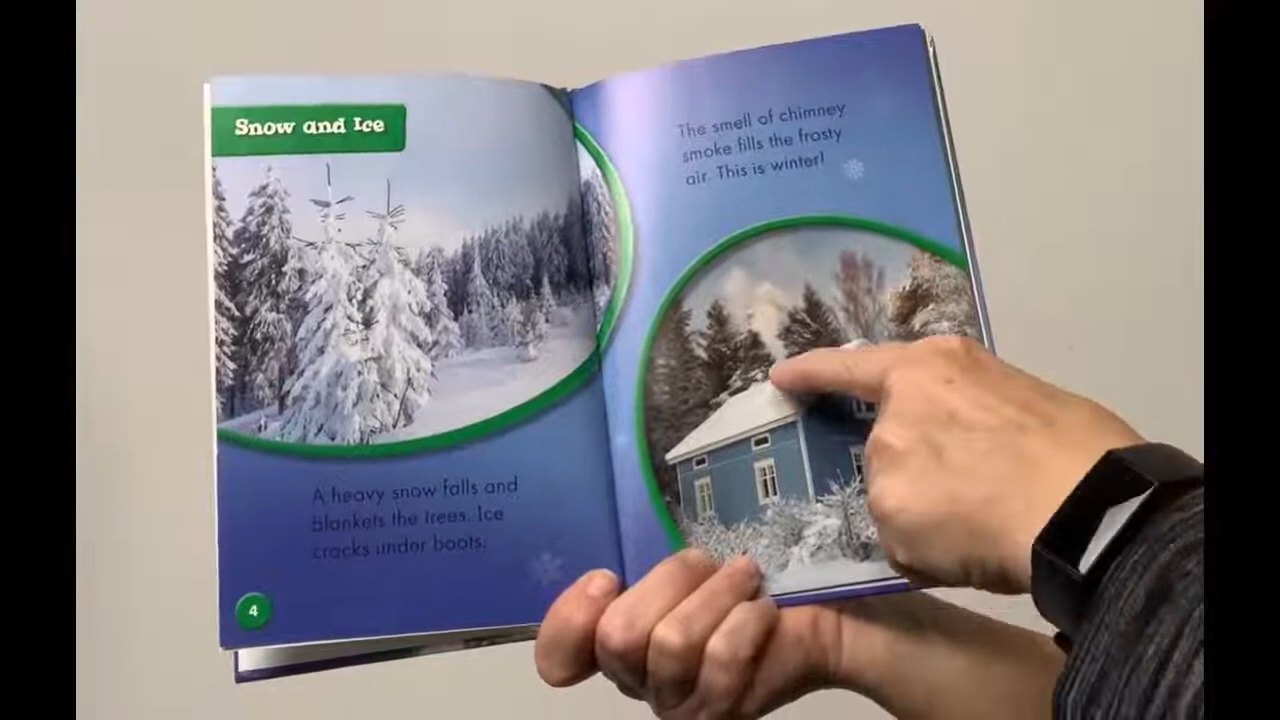 Snow and Ice
A heavy snow falls and
blankets the trees. Ice
cracks under boots.
4
The smell of chimney
smoke fills the frosty
air. This is winter!